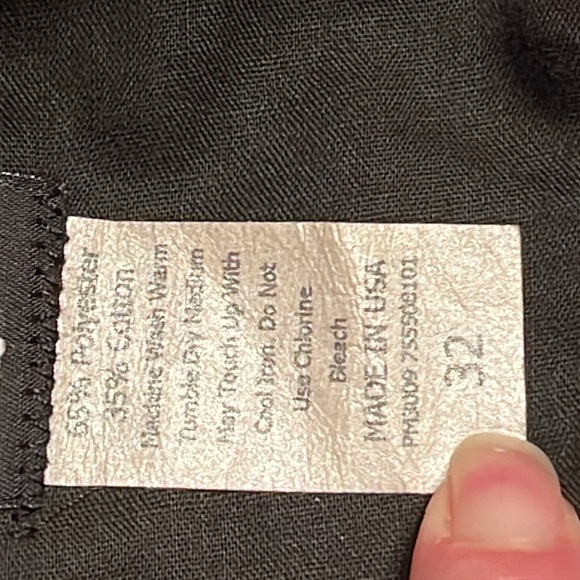 65% Polyester
35% Cotton
Machine Wash Warm
Tumble Dry Medium
May Touch Up With
Cool Iron. Do Not
Use Chlorine
Bleach
MADE IN USA
PM3009 755508101
32